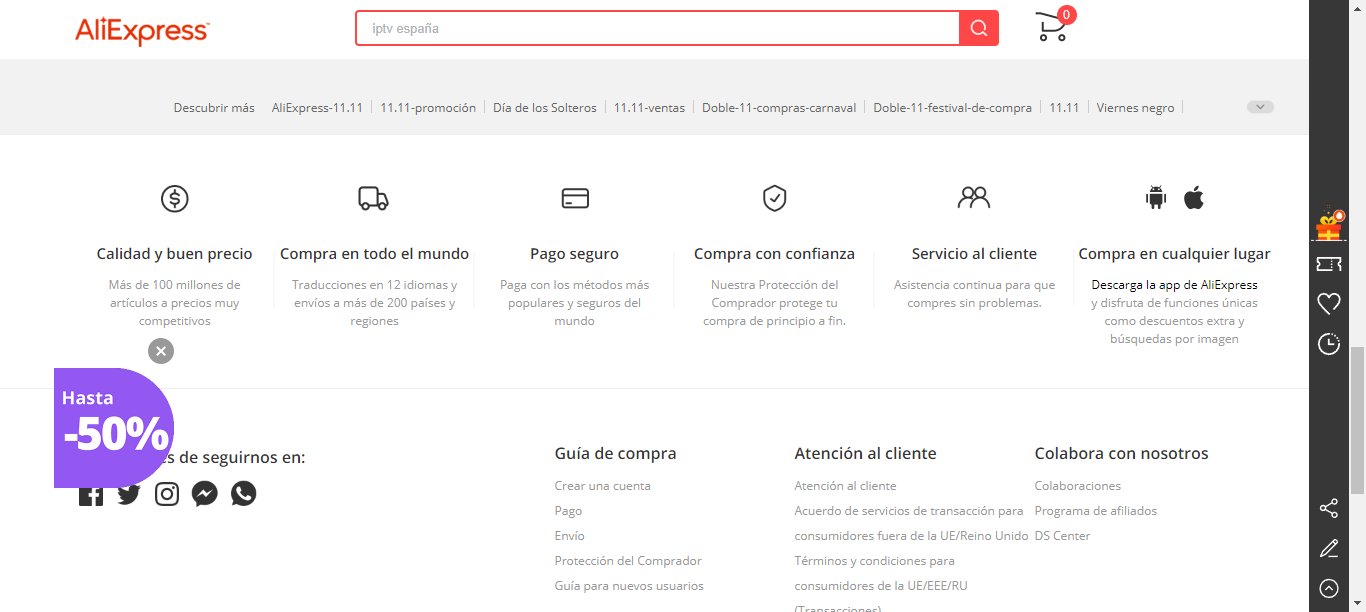 AliExpress
iptv españa
0
Descubrir más AliExpress-11.11 11.11-promoción Día de los Solteros 11.11-ventas Doble-11-compras-carnaval Doble-11-festival-de-compra 11.11 Viernes negro
Calidad y buen precio
Más de 100 millones de
artículos a precios muy
competitivos
Compra en todo el mundo
Traducciones en 12 idiomas y
envíos a más de 200 países y
regiones
Pago seguro
Paga con los métodos más
populares y seguros del
mundo
Compra con confianza
Nuestra Protección del
Comprador protege tu
compra de principio a fin.
Servicio al cliente
Asistencia continua para que
compres sin problemas.
Compra en cualquier lugar
Descarga la app de AliExpress
y disfruta de funciones únicas
como descuentos extra y
búsquedas por imagen
Hasta
-50%
s de seguirnos en:
Guía de compra
Crear una cuenta
Pago
Envío
Protección del Comprador
Guía para nuevos usuarios
Atención al cliente
Atención al cliente
Acuerdo de servicios de transacción para
consumidores fuera de la UE/Reino Unido
Términos y condiciones para
consumidores de la UE/EEE/RU
(Transacciones)
Colabora con nosotros
Colaboraciones
Programa de afiliados
DS Center